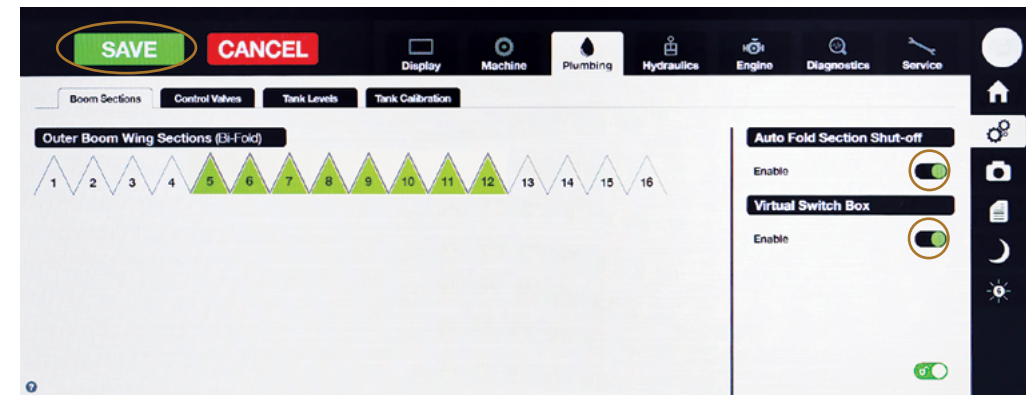 SAVE
CANCEL
Display
Machine
Plumbing
Hydraulics
Engine
Diagnostics
Service
Boom Sections
Control Valves
Tank Levels
Tank Calibration
Outer Boom Wing Sections (Bi-Fold)
1 2 3 4 5 6 7 8 9 10 11 12 13 14 15 16
Auto Fold Section Shut-off
Enable
Virtual Switch Box
Enable
6
?